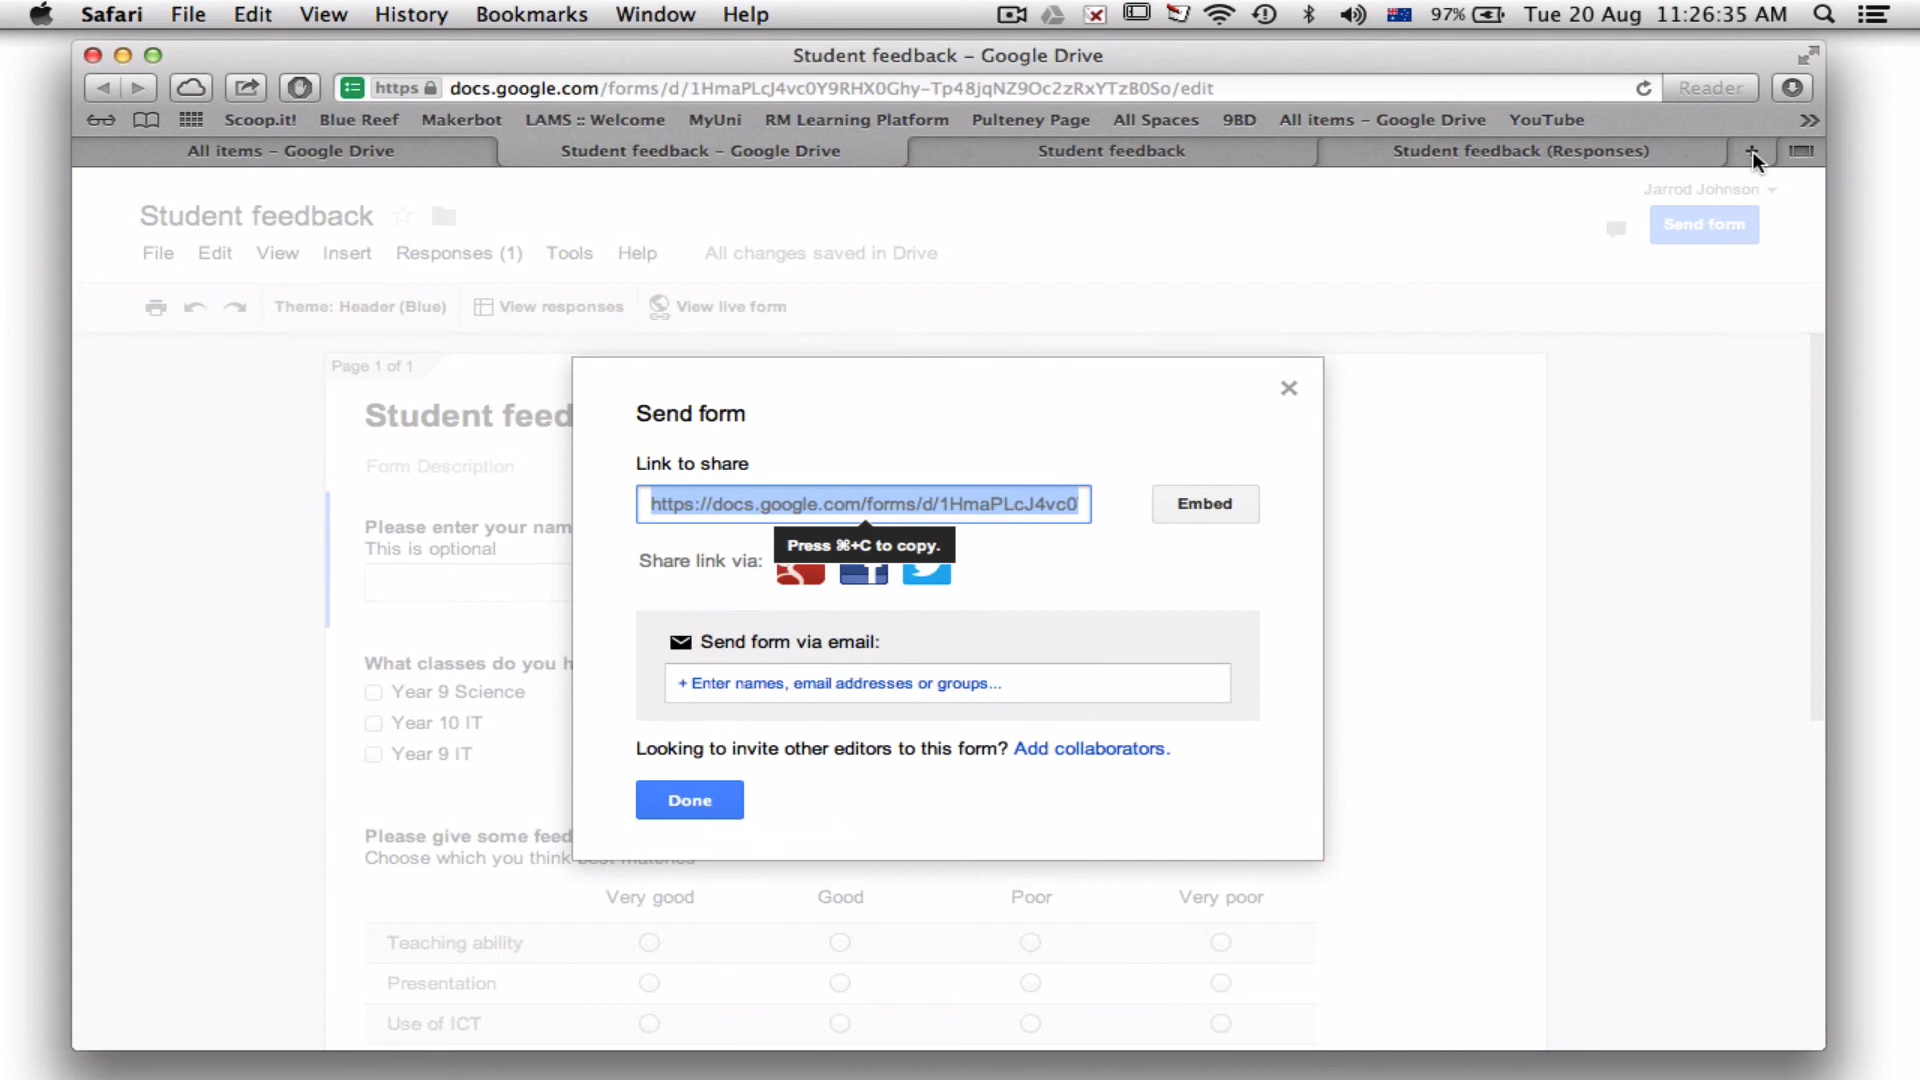 Safari File Edit View History Bookmarks Window Help 97% Tue 20 Aug 11:26:35 AM
Student feedback – Google Drive
https docs.google.com/forms/d/1HmaPLcJ4vc0Y9RHX0Ghy-Tp48jqNZ9Oc2zRxYTzB0So/edit Reader
Scoop.it! Blue Reef Makerbot LAMS :: Welcome MyUni RM Learning Platform Pulteney Page All Spaces 9BD All items – Google Drive YouTube
All items – Google Drive Student feedback – Google Drive Student feedback Student feedback (Responses)
Jarrod Johnson
Student feedback
Send form
File Edit View Insert Responses (1) Tools Help All changes saved in Drive
Theme: Header (Blue) View responses View live form
Page 1 of 1
Student feed
Form Description
Please enter your nam
This is optional
What classes do you h
Year 9 Science
Year 10 IT
Year 9 IT
Please give some feed
Choose which you think best matches
Send form
Link to share
https://docs.google.com/forms/d/1HmaPLcJ4vc0
Embed
Press ⌘+C to copy.
Share link via:
Send form via email:
+ Enter names, email addresses or groups...
Looking to invite other editors to this form? Add collaborators.
Done
Very good Good Poor Very poor
Teaching ability
Presentation
Use of ICT